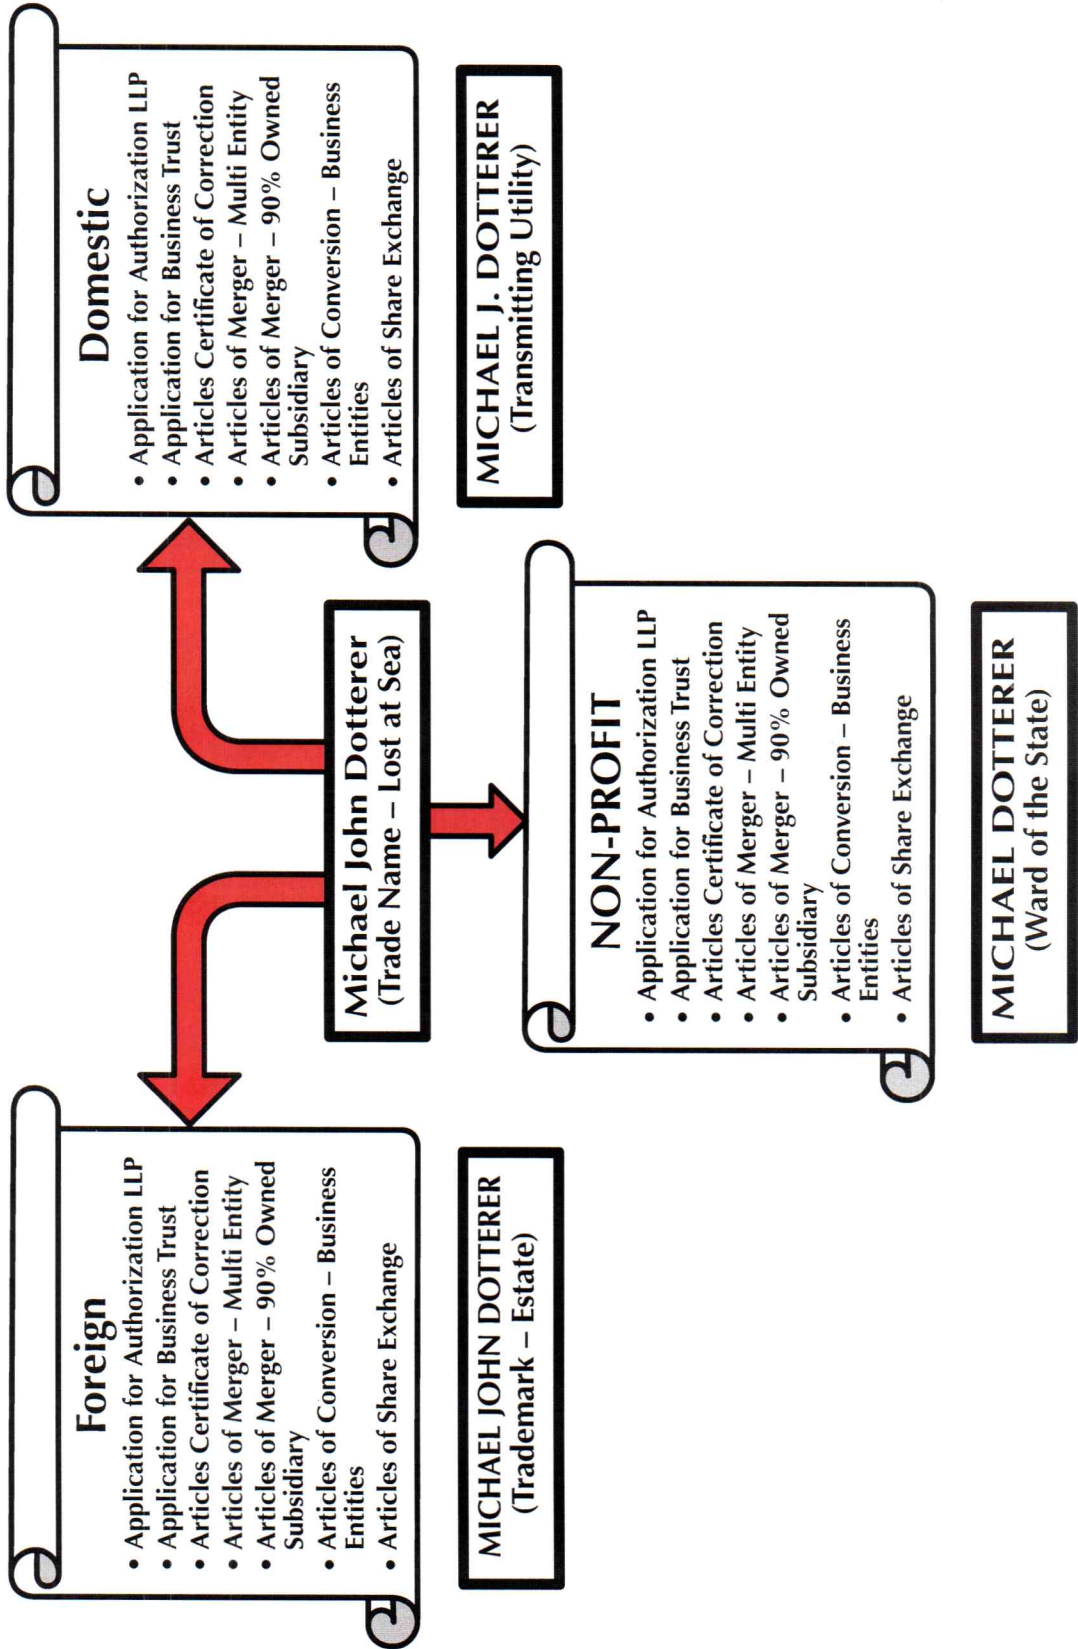 Foreign
• Application for Authorization LLP
• Application for Business Trust
• Articles Certificate of Correction
• Articles of Merger – Multi Entity
• Articles of Merger – 90% Owned
Subsidiary
• Articles of Conversion – Business
Entities
• Articles of Share Exchange
MICHAEL JOHN DOTTERER
(Trademark – Estate)
Michael John Dotterer
(Trade Name – Lost at Sea)
Domestic
• Application for Authorization LLP
• Application for Business Trust
• Articles Certificate of Correction
• Articles of Merger – Multi Entity
• Articles of Merger – 90% Owned
Subsidiary
• Articles of Conversion – Business
Entities
• Articles of Share Exchange
MICHAEL J. DOTTERER
(Transmitting Utility)
NON-PROFIT
• Application for Authorization LLP
• Application for Business Trust
• Articles Certificate of Correction
• Articles of Merger – Multi Entity
• Articles of Merger – 90% Owned
Subsidiary
• Articles of Conversion – Business
Entities
• Articles of Share Exchange
MICHAEL DOTTERER
(Ward of the State)